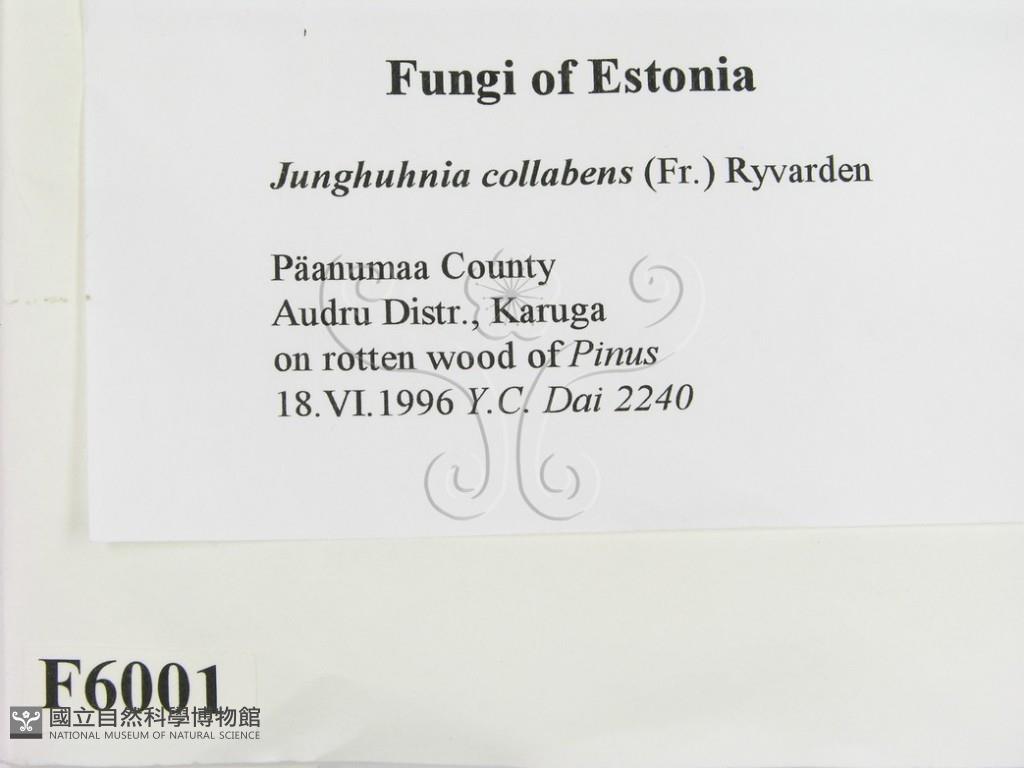 Fungi of Estonia
Junghuhnia collabens (Fr.) Ryvarden
Päanumaa County
Audru Distr., Karuga
on rotten wood of Pinus
18.VI.1996 Y.C. Dai 2240
F6001
國立自然科學博物館
NATIONAL MUSEUM OF NATURAL SCIENCE